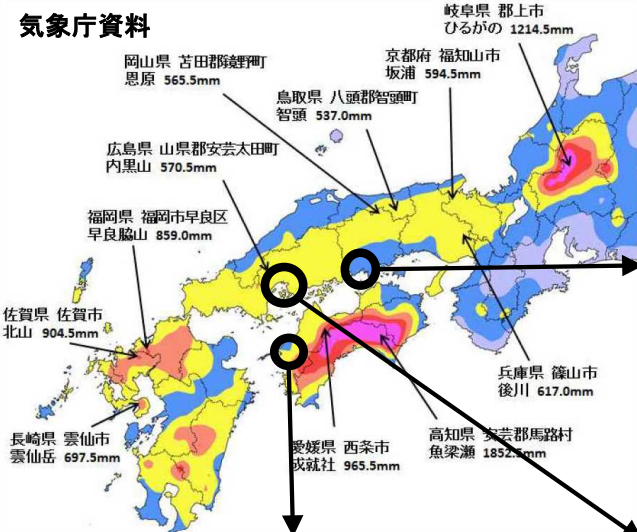 気象庁資料
岐阜県 郡上市
ひるがの 1214.5mm
京都府 福知山市
坂浦 594.5mm
岡山県 苫田郡鏡野町
恩原 565.5mm
鳥取県 八頭郡智頭町
智頭 537.0mm
広島県 山県郡安芸太田町
内黒山 570.5mm
福岡県 福岡市早良区
早良脇山 859.0mm
佐賀県 佐賀市
北山 904.5mm
長崎県 雲仙市
雲仙岳 697.5mm
愛媛県 西条市
成就社 965.5mm
高知県 安芸郡馬路村
魚梁瀬 1852.5mm
兵庫県 篠山市
後川 617.0mm